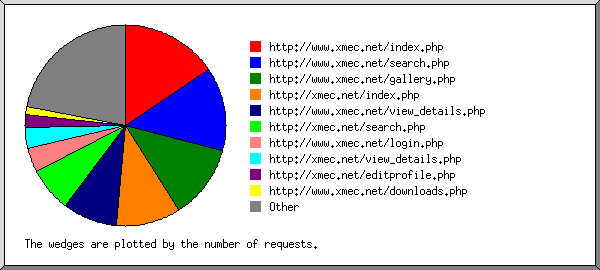 http://www.xmec.net/index.php
http://www.xmec.net/search.php
http://www.xmec.net/gallery.php
http://xmec.net/index.php
http://www.xmec.net/view_details.php
http://xmec.net/search.php
http://www.xmec.net/login.php
http://xmec.net/view_details.php
http://xmec.net/editprofile.php
http://www.xmec.net/downloads.php
Other
The wedges are plotted by the number of requests.